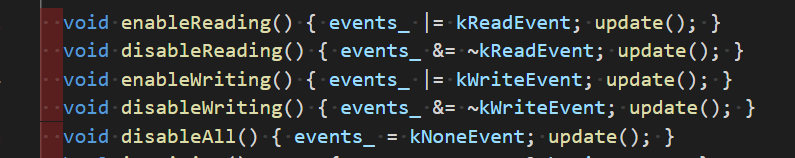 void enableReading() { events_ |= kReadEvent; update(); }
void disableReading() { events_ &= ~kReadEvent; update(); }
void enableWriting() { events_ |= kWriteEvent; update(); }
void disableWriting() { events_ &= ~kWriteEvent; update(); }
void disableAll() { events_ = kNoneEvent; update(); }